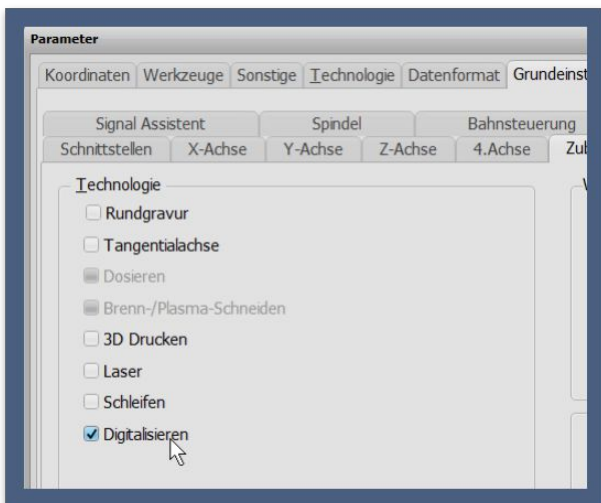 Parameter
Koordinaten Werkzeuge Sonstige Technologie Datenformat Grundeinst
Signal Assistent Spindel Bahnsteuerung
Schnittstellen X-Achse Y-Achse Z-Achse 4.Achse Zub
Technologie
Rundgravur
Tangentialachse
Dosieren
Brenn-/Plasma-Schneiden
3D Drucken
Laser
Schleifen
Digitalisieren